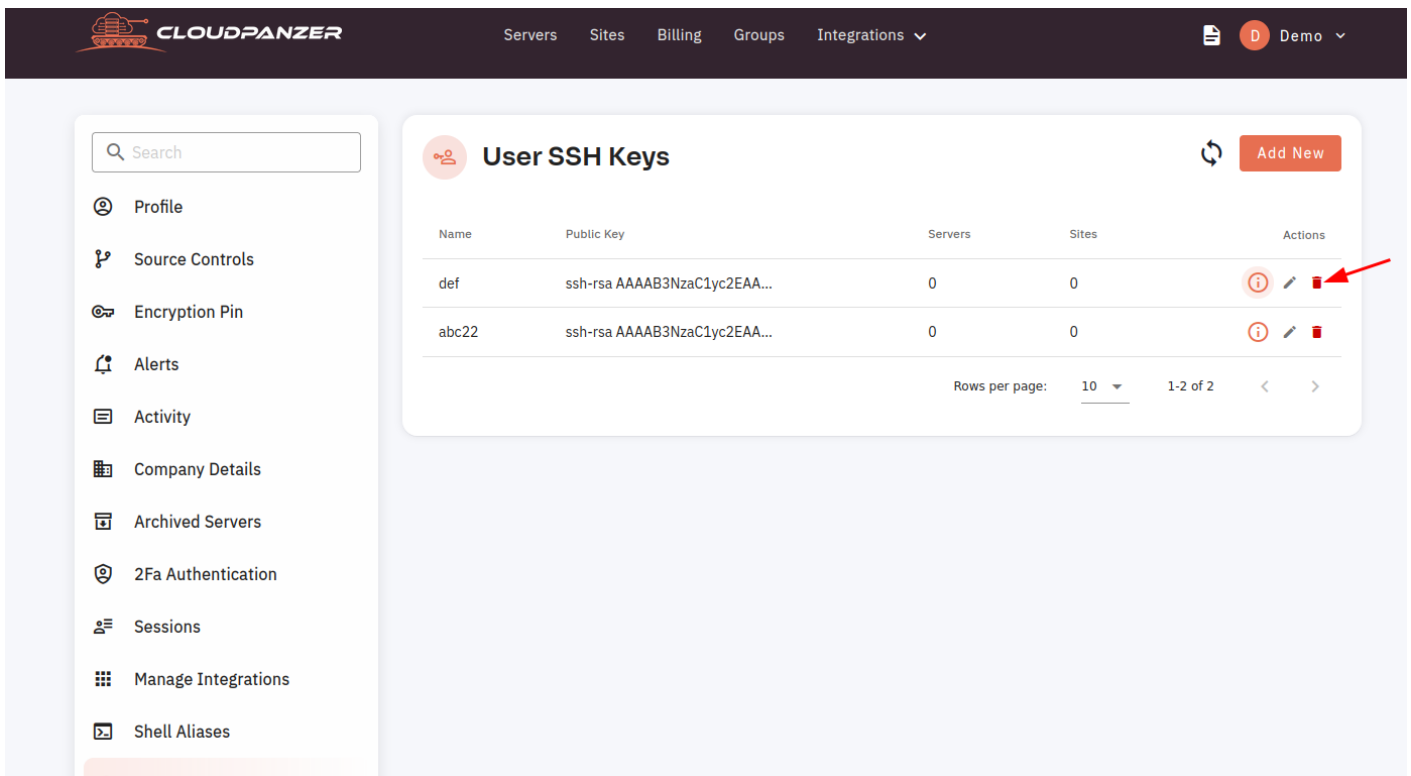 CLOUDPANZER
Servers Sites Billing Groups Integrations
D Demo
Search
Profile
Source Controls
Encryption Pin
Alerts
Activity
Company Details
Archived Servers
2Fa Authentication
Sessions
Manage Integrations
Shell Aliases
User SSH Keys
Add New
Name Public Key Servers Sites Actions
def ssh-rsa AAAAB3NzaC1yc2EAA... 0 0
abc22 ssh-rsa AAAAB3NzaC1yc2EAA... 0 0
Rows per page: 10 1-2 of 2